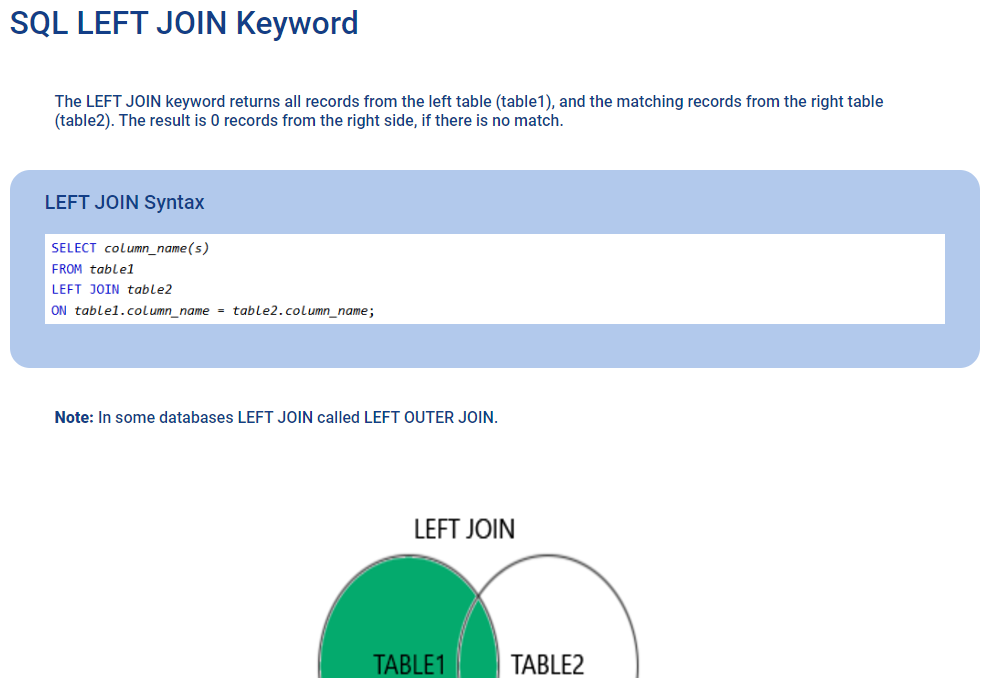 SQL LEFT JOIN Keyword
The LEFT JOIN keyword returns all records from the left table (table1), and the matching records from the right table
(table2). The result is 0 records from the right side, if there is no match.
LEFT JOIN Syntax
SELECT column_name(s)
FROM table1
LEFT JOIN table2
ON table1.column_name = table2.column_name;
Note: In some databases LEFT JOIN called LEFT OUTER JOIN.
LEFT JOIN
TABLE1 TABLE2